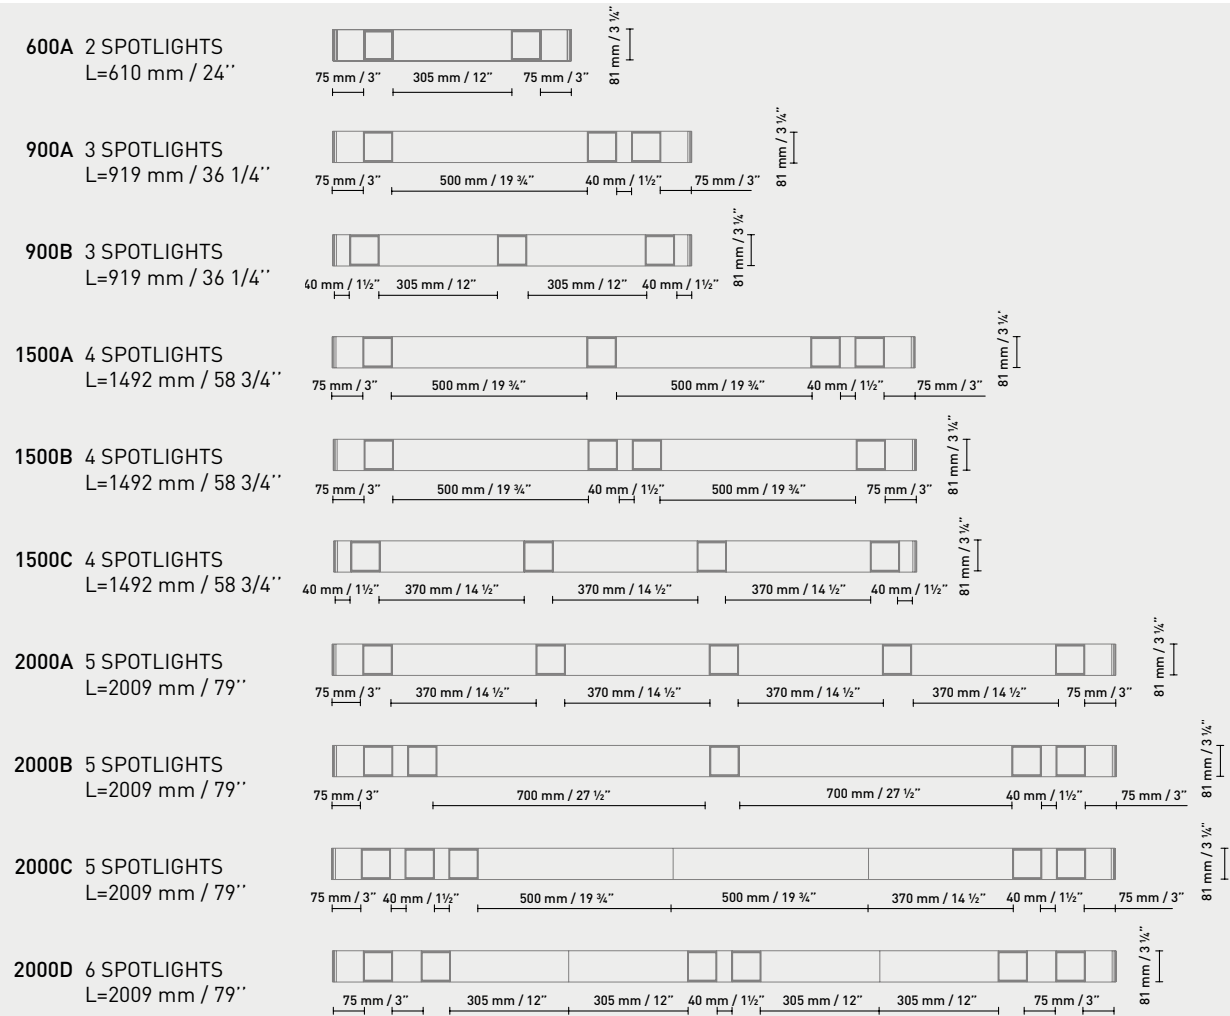 600A 2 SPOTLIGHTS
L=610 mm / 24’’
75 mm / 3” 305 mm / 12” 75 mm / 3”
81 mm / 3 ¼”
900A 3 SPOTLIGHTS
L=919 mm / 36 1/4’’
75 mm / 3” 500 mm / 19 ¾” 40 mm / 1½” 75 mm / 3”
81 mm / 3 ¼”
900B 3 SPOTLIGHTS
L=919 mm / 36 1/4’’
40 mm / 1½” 305 mm / 12” 305 mm / 12” 40 mm / 1½”
81 mm / 3 ¼”
1500A 4 SPOTLIGHTS
L=1492 mm / 58 3/4’’
75 mm / 3” 500 mm / 19 ¾” 500 mm / 19 ¾” 40 mm / 1½” 75 mm / 3”
81 mm / 3 ¼’
1500B 4 SPOTLIGHTS
L=1492 mm / 58 3/4’’
75 mm / 3” 500 mm / 19 ¾” 40 mm / 1½” 500 mm / 19 ¾” 75 mm / 3”
81 mm / 3 ¼”
1500C 4 SPOTLIGHTS
L=1492 mm / 58 3/4’’
40 mm / 1½” 370 mm / 14 ½” 370 mm / 14 ½” 370 mm / 14 ½” 40 mm / 1½”
81 mm / 3 ¼”
2000A 5 SPOTLIGHTS
L=2009 mm / 79’’
75 mm / 3” 370 mm / 14 ½” 370 mm / 14 ½” 370 mm / 14 ½” 370 mm / 14 ½” 75 mm / 3”
81 mm / 3 ¼”
2000B 5 SPOTLIGHTS
L=2009 mm / 79’’
75 mm / 3” 700 mm / 27 ½” 700 mm / 27 ½” 40 mm / 1½” 75 mm / 3”
81 mm / 3 ¼”
2000C 5 SPOTLIGHTS
L=2009 mm / 79’’
75 mm / 3” 40 mm / 1½” 500 mm / 19 ¾” 500 mm / 19 ¾” 370 mm / 14 ½” 40 mm / 1½” 75 mm / 3”
81 mm / 3 ¼”
2000D 6 SPOTLIGHTS
L=2009 mm / 79’’
75 mm / 3” 305 mm / 12” 305 mm / 12” 40 mm / 1½” 305 mm / 12” 305 mm / 12” 75 mm / 3”
81 mm / 3 ¼”